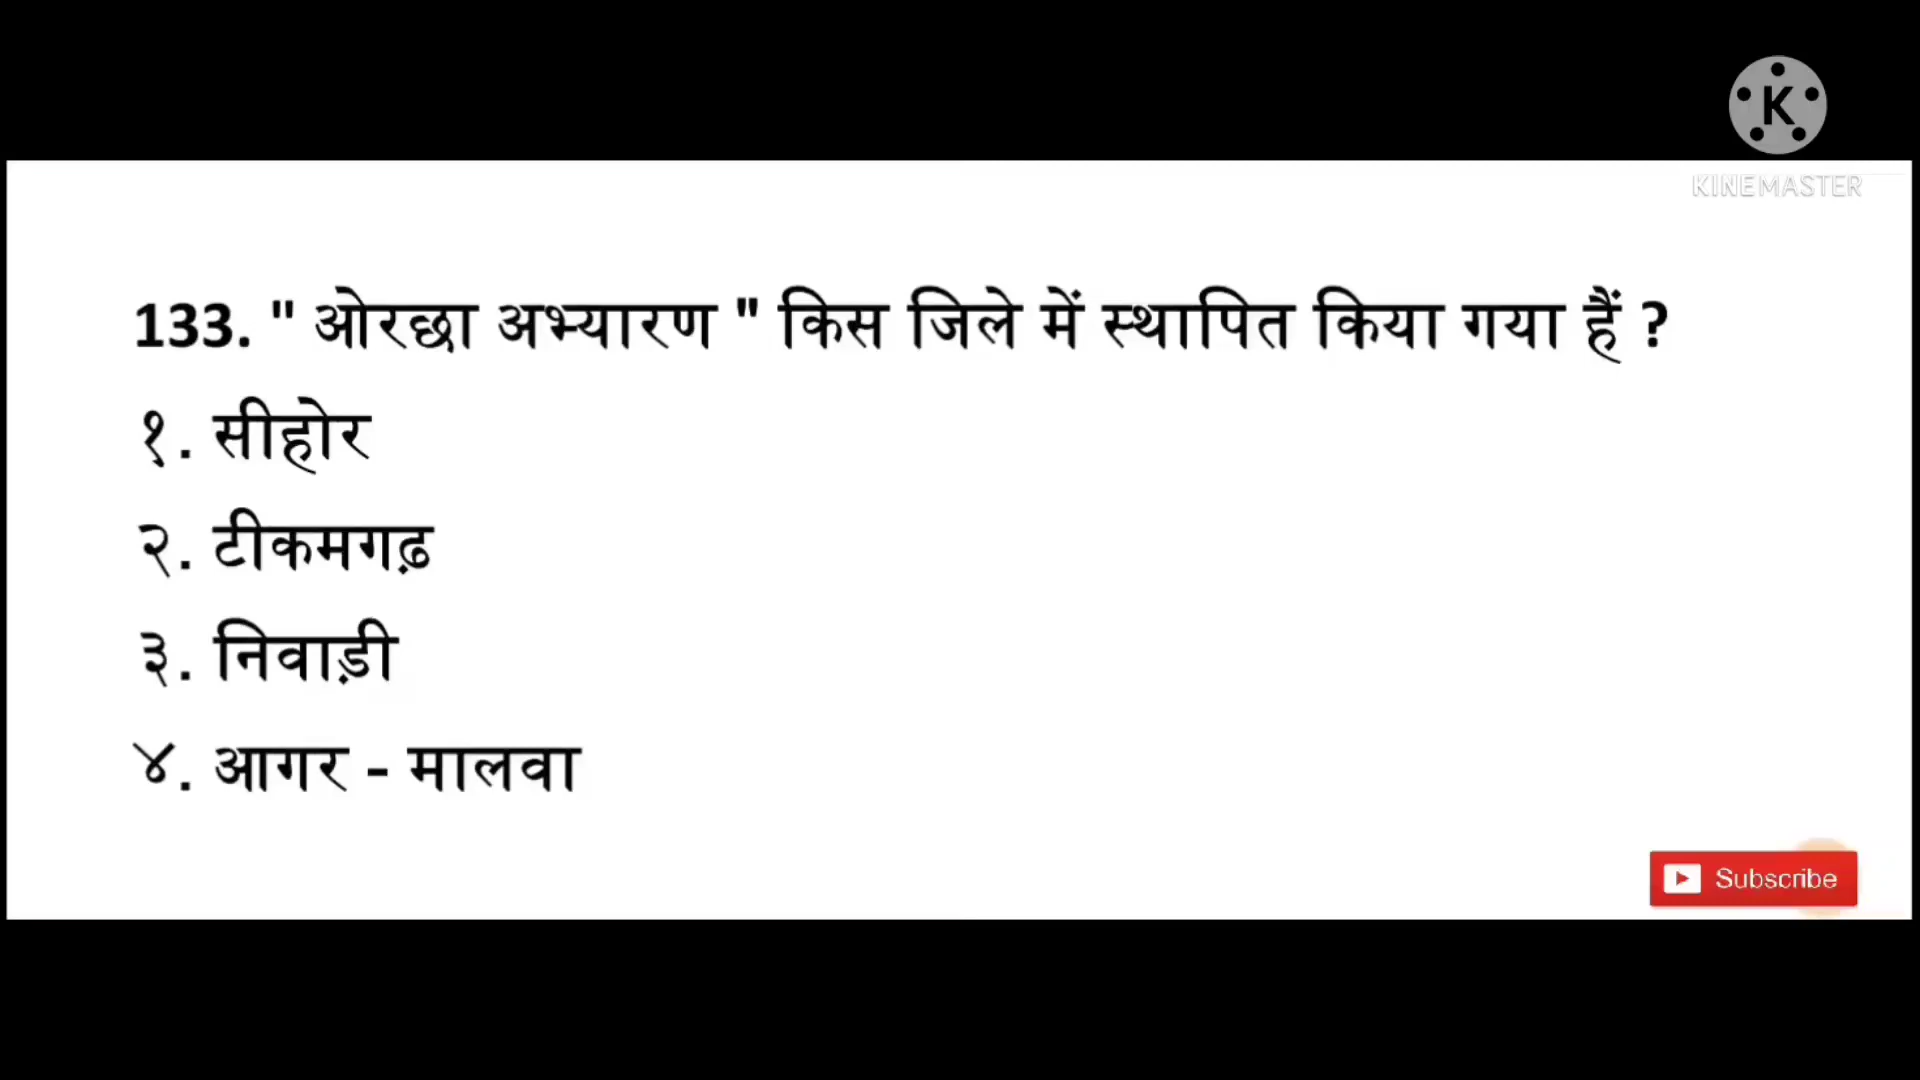 K
KINEMASTER
133. " ओरछा अभ्यारण " किस जिले में स्थापित किया गया हैं ?
१. सीहोर
२. टीकमगढ़
३. निवाड़ी
४. आगर - मालवा
Subscribe